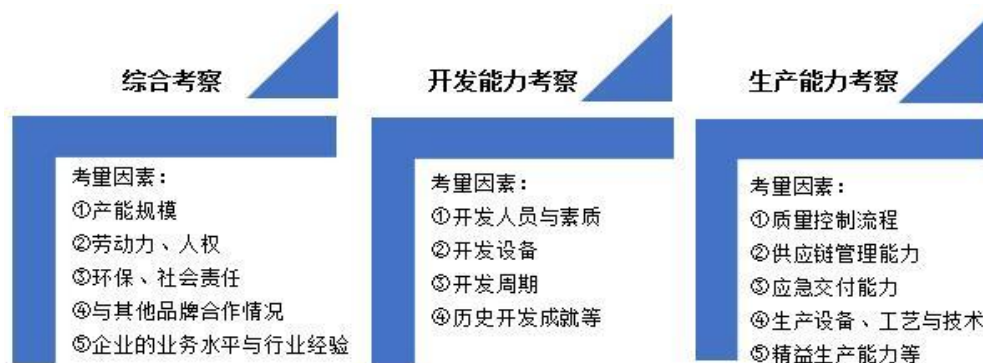 综合考察
考量因素：
①产能规模
②劳动力、人权
③环保、社会责任
④与其他品牌合作情况
⑤企业的业务水平与行业经验
开发能力考察
考量因素：
①开发人员与素质
②开发设备
③开发周期
④历史开发成就等
生产能力考察
考量因素：
①质量控制流程
②供应链管理能力
③应急交付能力
④生产设备、工艺与技术
⑤精益生产能力等